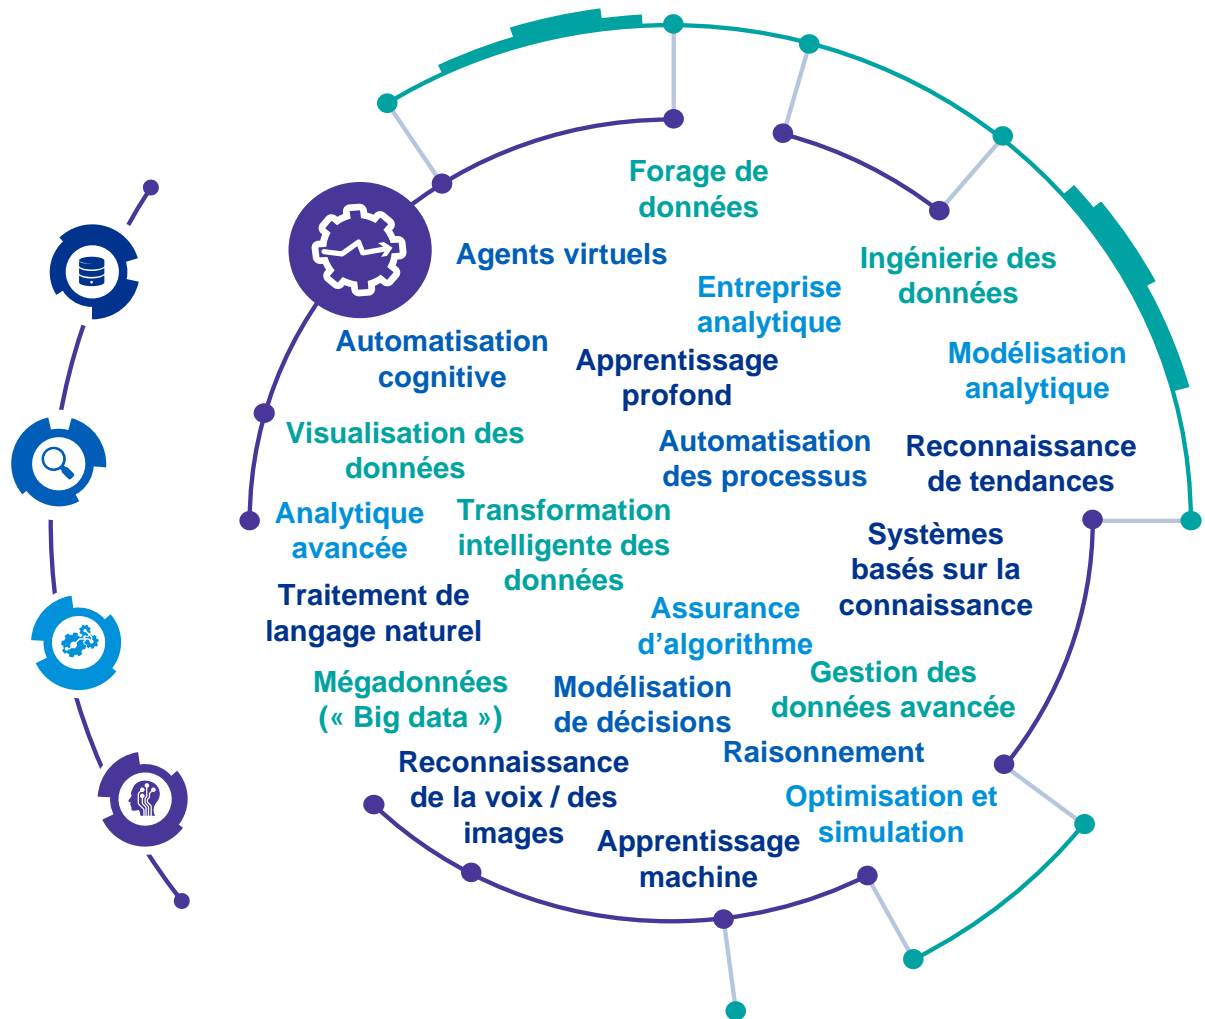 Forage de
données
Agents virtuels
Ingénierie des
données
Entreprise
analytique
Automatisation
cognitive
Apprentissage
profond
Modélisation
analytique
Visualisation des
données
Automatisation
des processus
Reconnaissance
de tendances
Analytique
avancée
Transformation
intelligente des
données
Systèmes
basés sur la
connaissance
Traitement de
langage naturel
Assurance
d’algorithme
Mégadonnées
(« Big data »)
Modélisation
de décisions
Gestion des
données avancée
Raisonnement
Reconnaissance
de la voix / des
images
Optimisation et
simulation
Apprentissage
machine